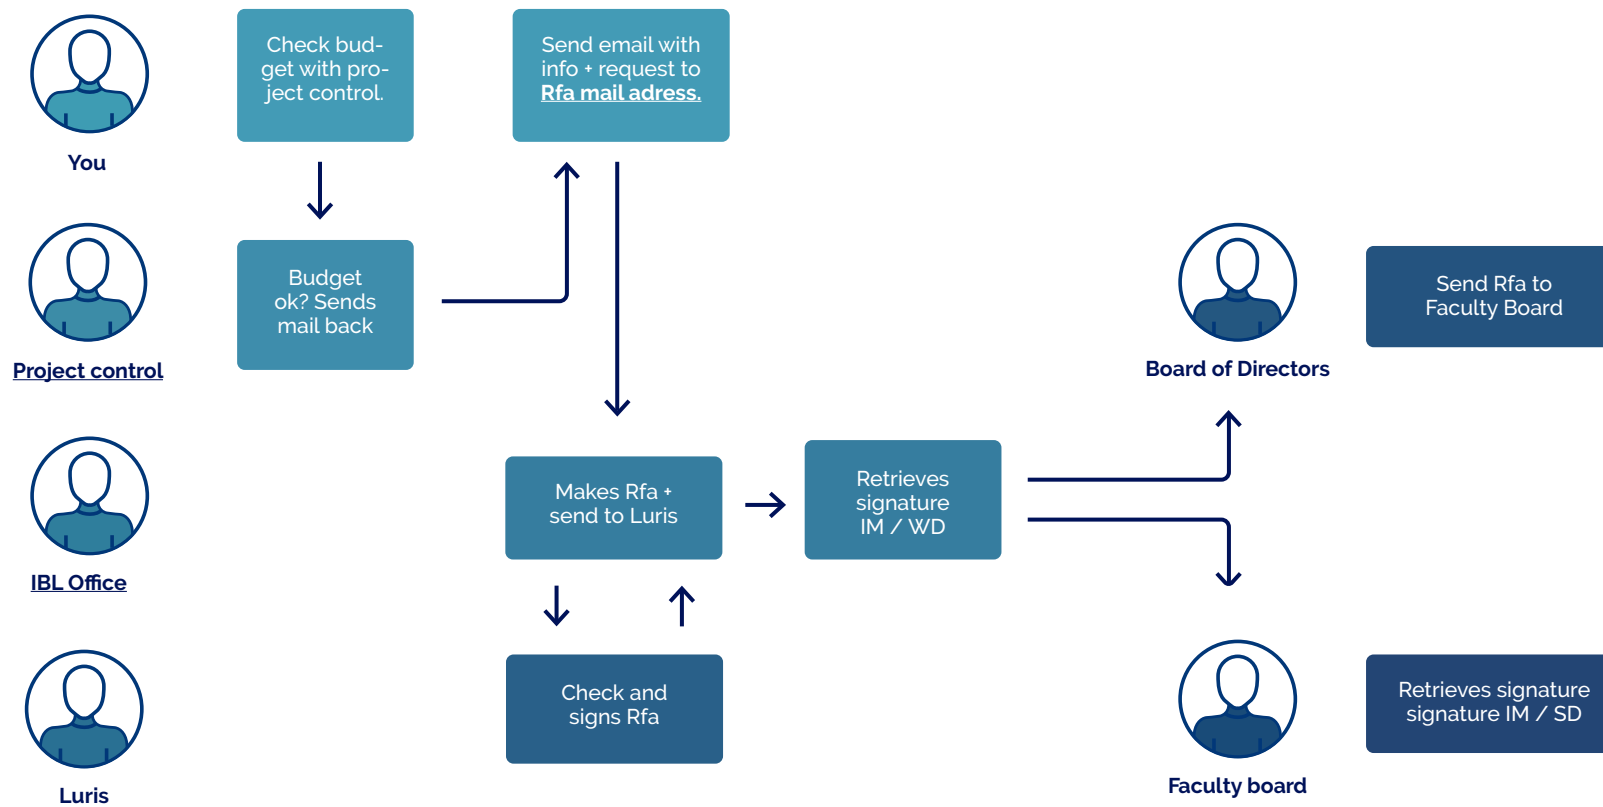 You
Check bud-
get with pro-
ject control.
Send email with
info + request to
Rfa mail adress.
Project control
Budget
ok? Sends
mail back
Board of Directors
Send Rfa to
Faculty Board
IBL Office
Makes Rfa +
send to Luris
Retrieves
signature
IM / WD
Luris
Check and
signs Rfa
Faculty board
Retrieves signature
signature IM / SD